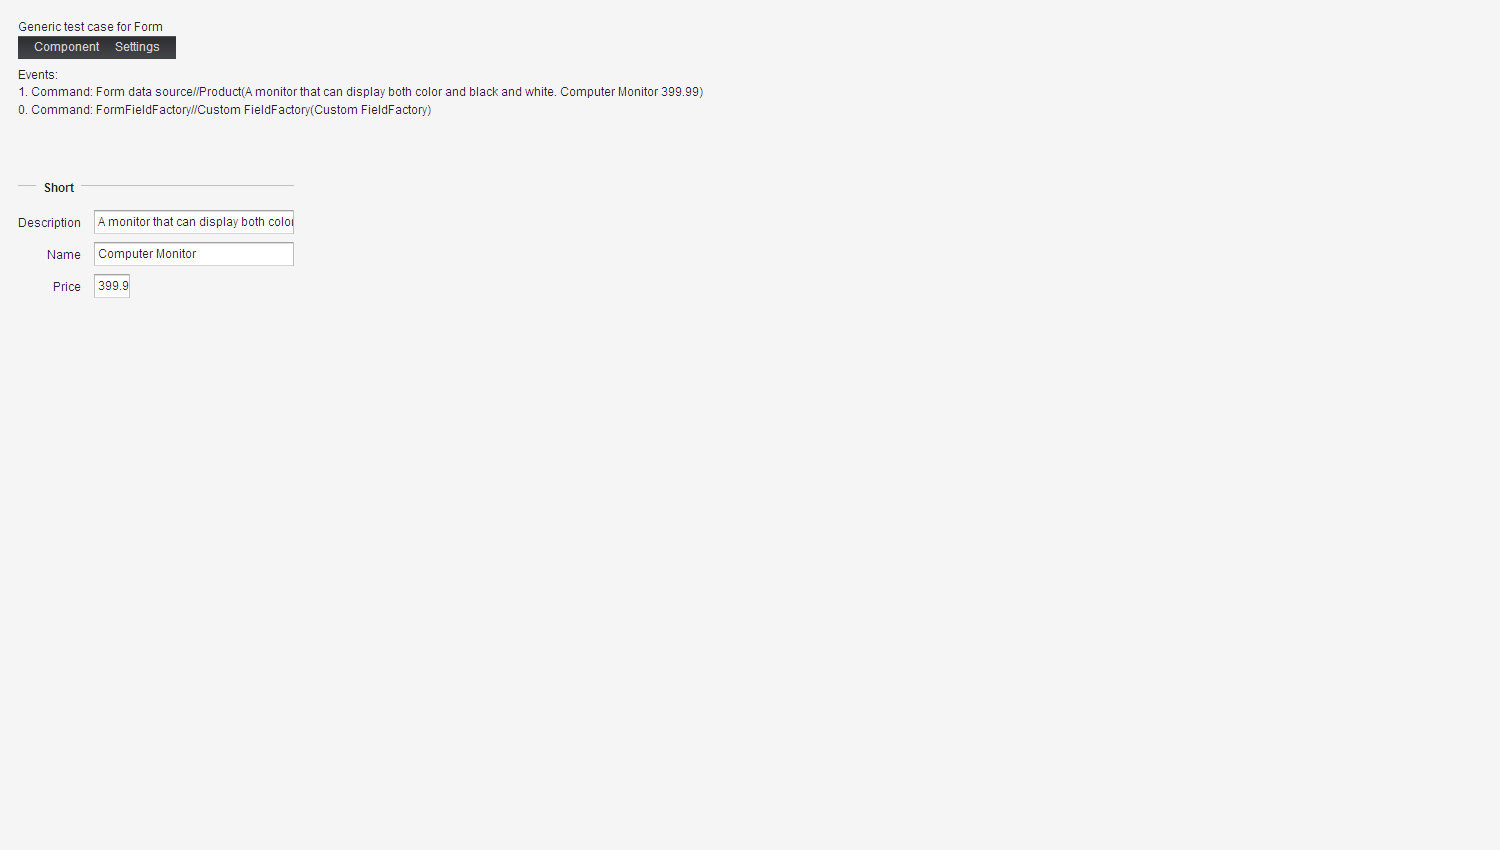 Generic test case for Form
Component Settings
Events:
1. Command: Form data source//Product(A monitor that can display both color and black and white. Computer Monitor 399.99)
0. Command: FormFieldFactory//Custom FieldFactory(Custom FieldFactory)
Short
Description A monitor that can display both color
Name Computer Monitor
Price 399.9